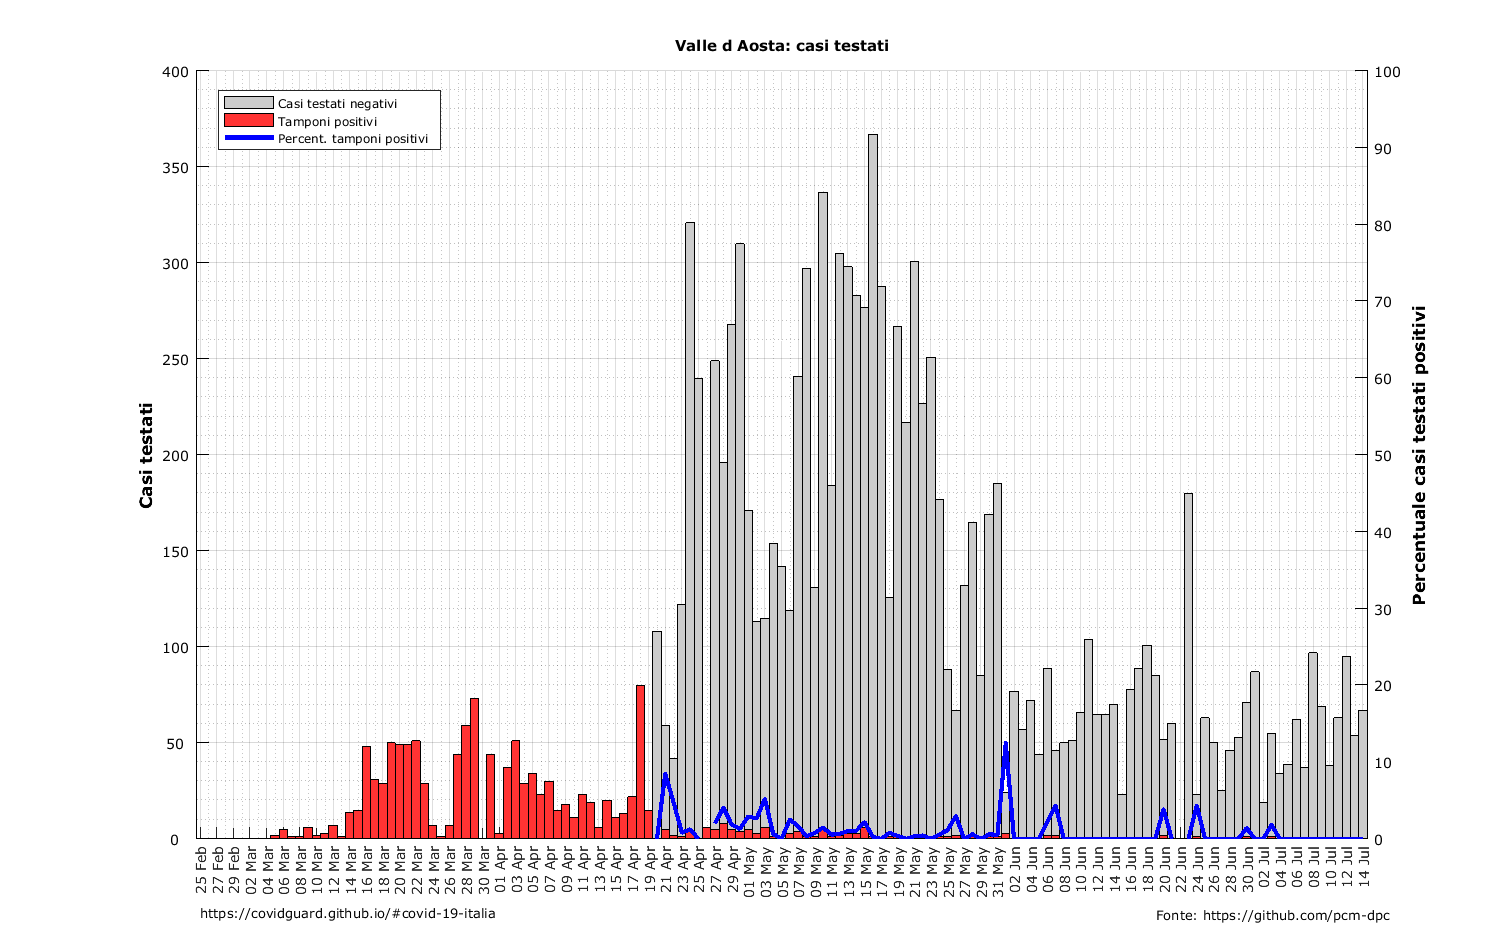 Valle d Aosta: casi testati
Casi testati negativi
Tamponi positivi
Percent. tamponi positivi
Casi testati
400
350
300
250
200
150
100
50
0
100
90
80
70
60
50
40
30
20
10
0
Percentuale casi testati positivi
25 Feb
27 Feb
29 Feb
02 Mar
04 Mar
06 Mar
08 Mar
10 Mar
12 Mar
14 Mar
16 Mar
18 Mar
20 Mar
22 Mar
24 Mar
26 Mar
28 Mar
30 Mar
01 Apr
03 Apr
05 Apr
07 Apr
09 Apr
11 Apr
13 Apr
15 Apr
17 Apr
19 Apr
21 Apr
23 Apr
25 Apr
27 Apr
29 Apr
01 May
03 May
05 May
07 May
09 May
11 May
13 May
15 May
17 May
19 May
21 May
23 May
25 May
27 May
29 May
31 May
02 Jun
04 Jun
06 Jun
08 Jun
10 Jun
12 Jun
14 Jun
16 Jun
18 Jun
20 Jun
22 Jun
24 Jun
26 Jun
28 Jun
30 Jun
02 Jul
04 Jul
06 Jul
08 Jul
10 Jul
12 Jul
14 Jul
https://covidguard.github.io/#covid-19-italia
Fonte: https://github.com/pcm-dpc